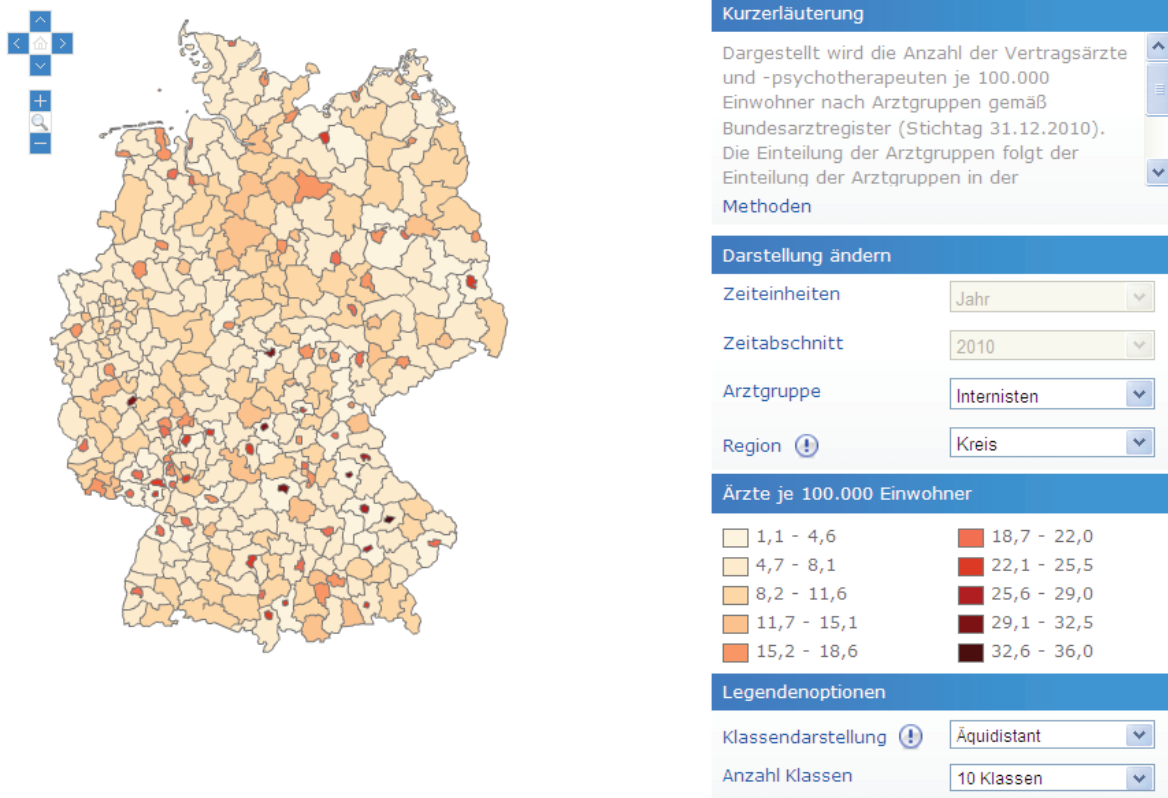 Kurzerläuterung
Dargestellt wird die Anzahl der Vertragsärzte
und -psychotherapeuten je 100.000
Einwohner nach Arztgruppen gemäß
Bundesarztregister (Stichtag 31.12.2010).
Die Einteilung der Arztgruppen folgt der
Einteilung der Arztgruppen in der
Methoden
Darstellung ändern
Zeiteinheiten Jahr
Zeitabschnitt 2010
Arztgruppe Internisten
Region Kreis
Ärzte je 100.000 Einwohner
1,1 - 4,6 18,7 - 22,0
4,7 - 8,1 22,1 - 25,5
8,2 - 11,6 25,6 - 29,0
11,7 - 15,1 29,1 - 32,5
15,2 - 18,6 32,6 - 36,0
Legendenoptionen
Klassendarstellung Äquidistant
Anzahl Klassen 10 Klassen